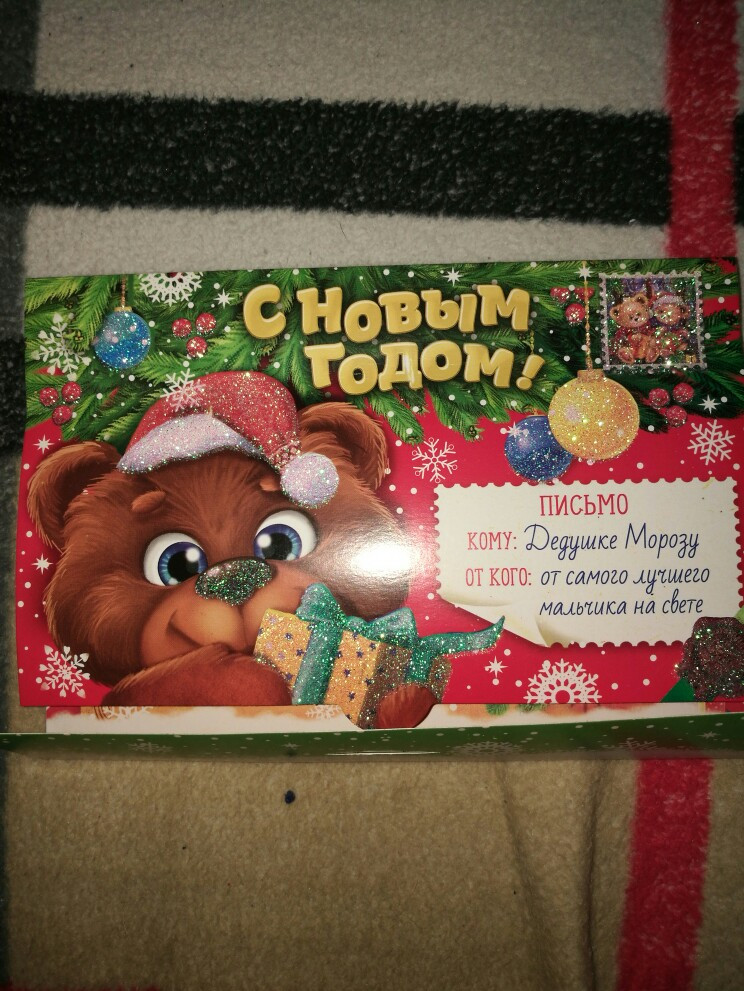 С НОВЫМ
ГОДОМ!
ПИСЬМО
КОМУ: Дедушке Морозу
ОТ КОГО: от самого лучшего
мальчика на свете